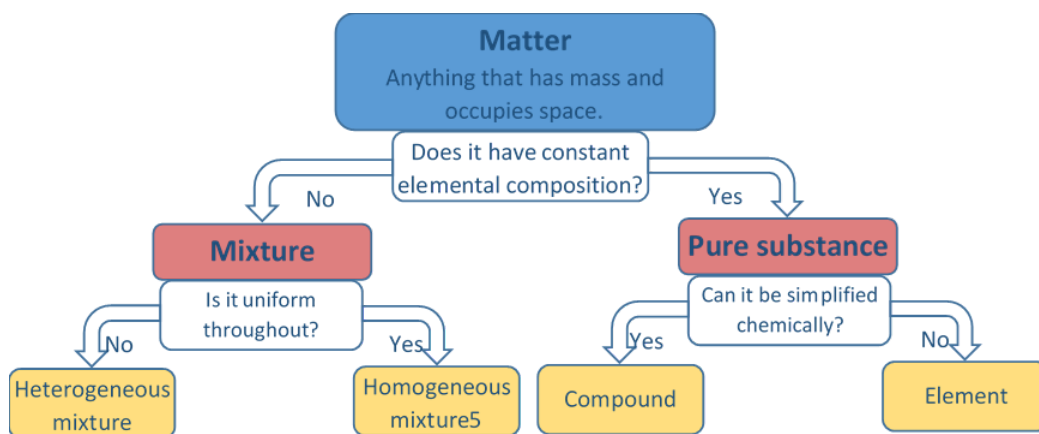 Matter
Anything that has mass and
occupies space.
Does it have constant
elemental composition?
No
Yes
Mixture
Pure substance
Is it uniform
throughout?
Can it be simplified
chemically?
No
Yes
Yes
No
Heterogeneous
mixture
Homogeneous
mixture5
Compound
Element